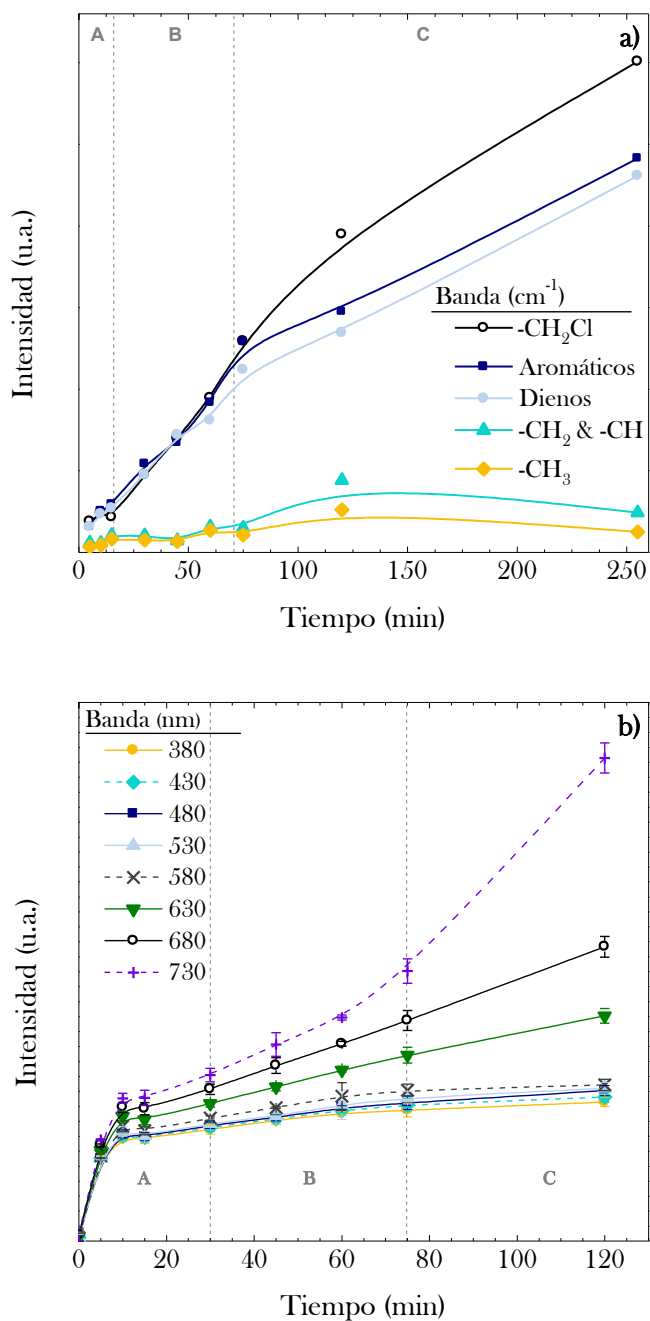 A B C a)
Intensidad (u.a.)
Banda (cm⁻¹)
-CH₂Cl
Aromáticos
Dienos
-CH₂ & -CH
-CH₃
0 50 100 150 200 250
Tiempo (min)
b)
Banda (nm)
380
430
480
530
580
630
680
730
Intensidad (u.a.)
A B C
0 20 40 60 80 100 120
Tiempo (min)